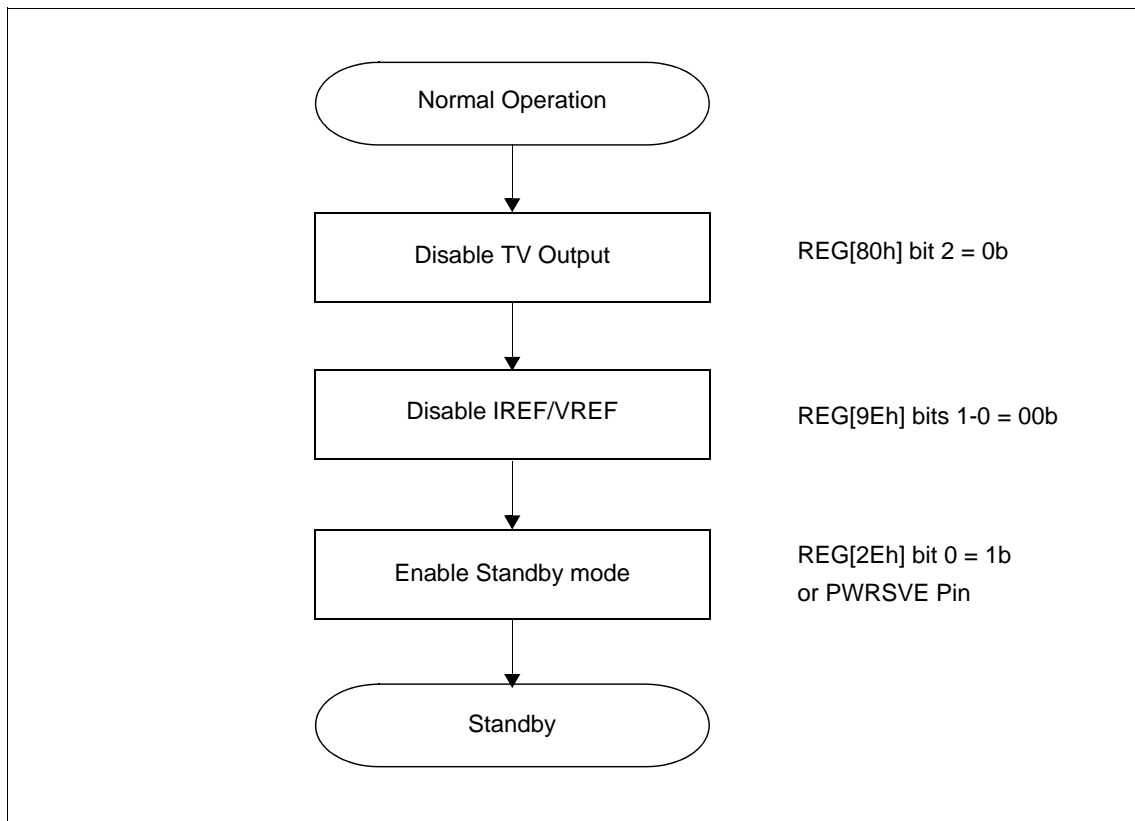 Normal Operation
Disable TV Output
REG[80h] bit 2 = 0b
Disable IREF/VREF
REG[9Eh] bits 1-0 = 00b
Enable Standby mode
REG[2Eh] bit 0 = 1b
or PWRSVE Pin
Standby